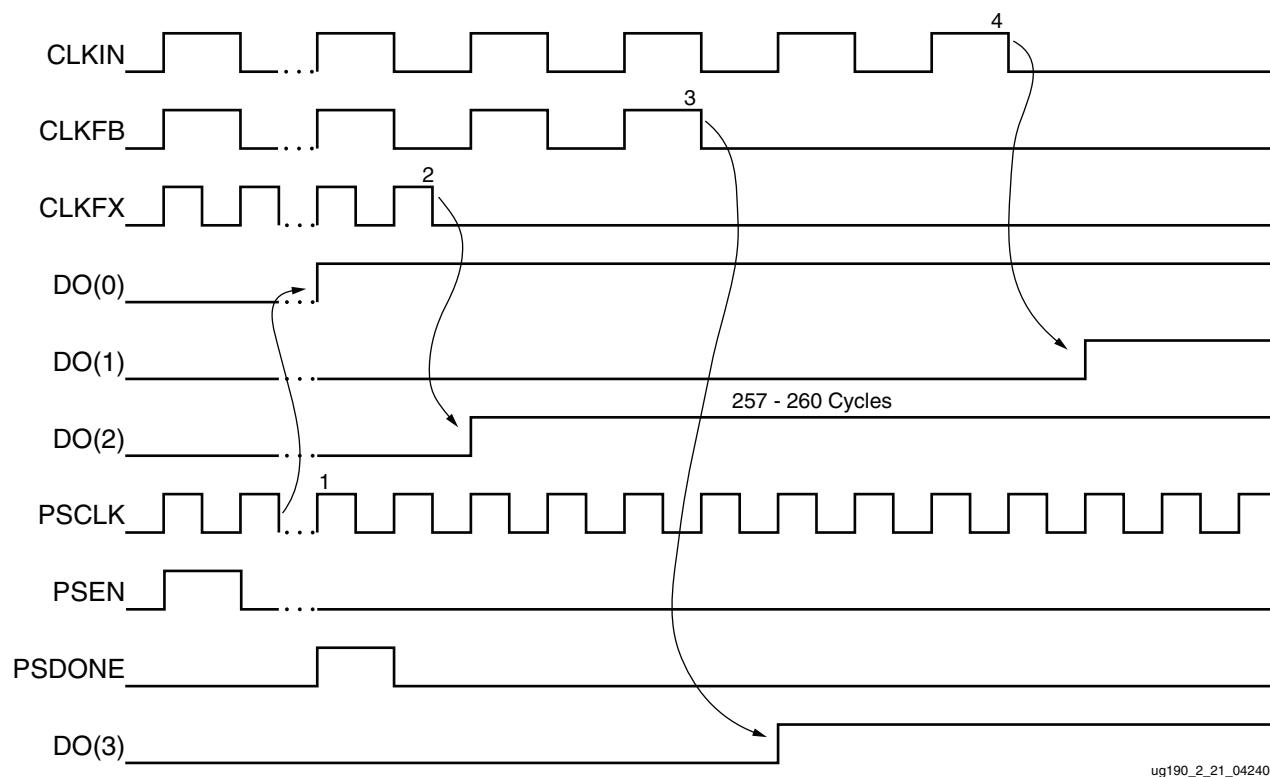 4
CLKIN
3
CLKFB
2
CLKFX
DO(0)
DO(1)
257 - 260 Cycles
DO(2)
1
PSCLK
PSEN
PSDONE
DO(3)
ug190_2_21_04240